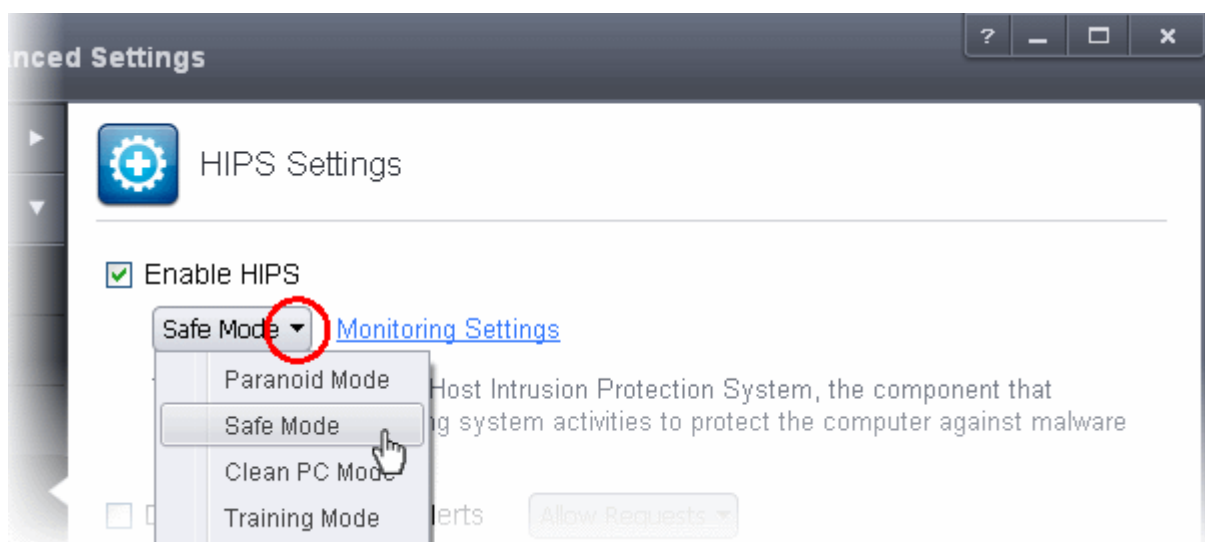 nced Settings
?
HIPS Settings
Enable HIPS
Safe Mode Monitoring Settings
Paranoid Mode
Host Intrusion Protection System, the component that
Safe Mode
g system activities to protect the computer against malware
Clean PC Mode
Training Mode
erts Allow Requests